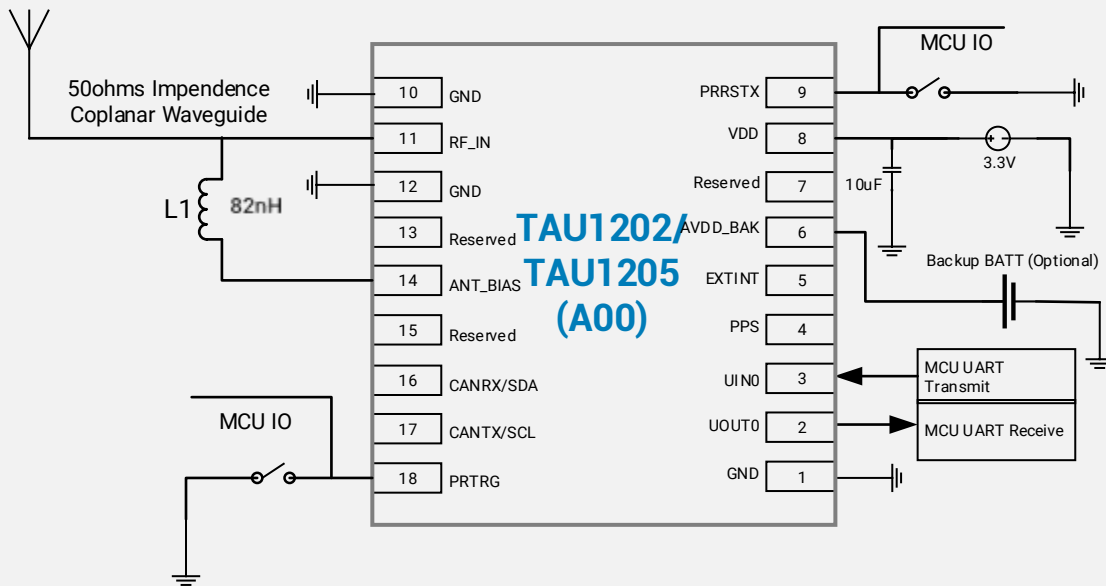 MCU IO
50ohms Impendence
Coplanar Waveguide
10
GND
PRRSTX
9
11
RF_IN
VDD
8
3.3V
L1
82nH
12
GND
Reserved
7
10uF
13
Reserved
TAU1202/
TAU1205
(A00)
AVDD_BAK
6
14
ANT_BIAS
EXTINT
5
Backup BATT (Optional)
15
Reserved
PPS
4
16
CANRX/SDA
UIN0
3
MCU UART
Transmit
MCU IO
17
CANTX/SCL
UOUT0
2
MCU UART Receive
18
PRTRG
GND
1